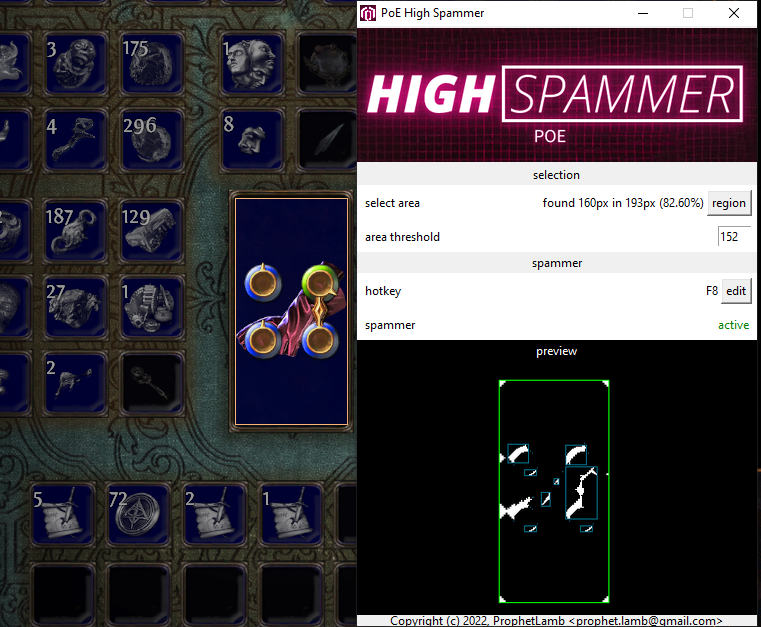 PoE High Spammer
HIGH SPAMMER
POE
selection
select area found 160px in 193px (82.60%) region
area threshold 152
spammer
hotkey F8 edit
spammer active
preview
Copyright (c) 2022, ProphetLamb <prophet.lamb@gmail.com>
3 175 1
4 296 8
2 187 129
27 1
2
5 72 2 1